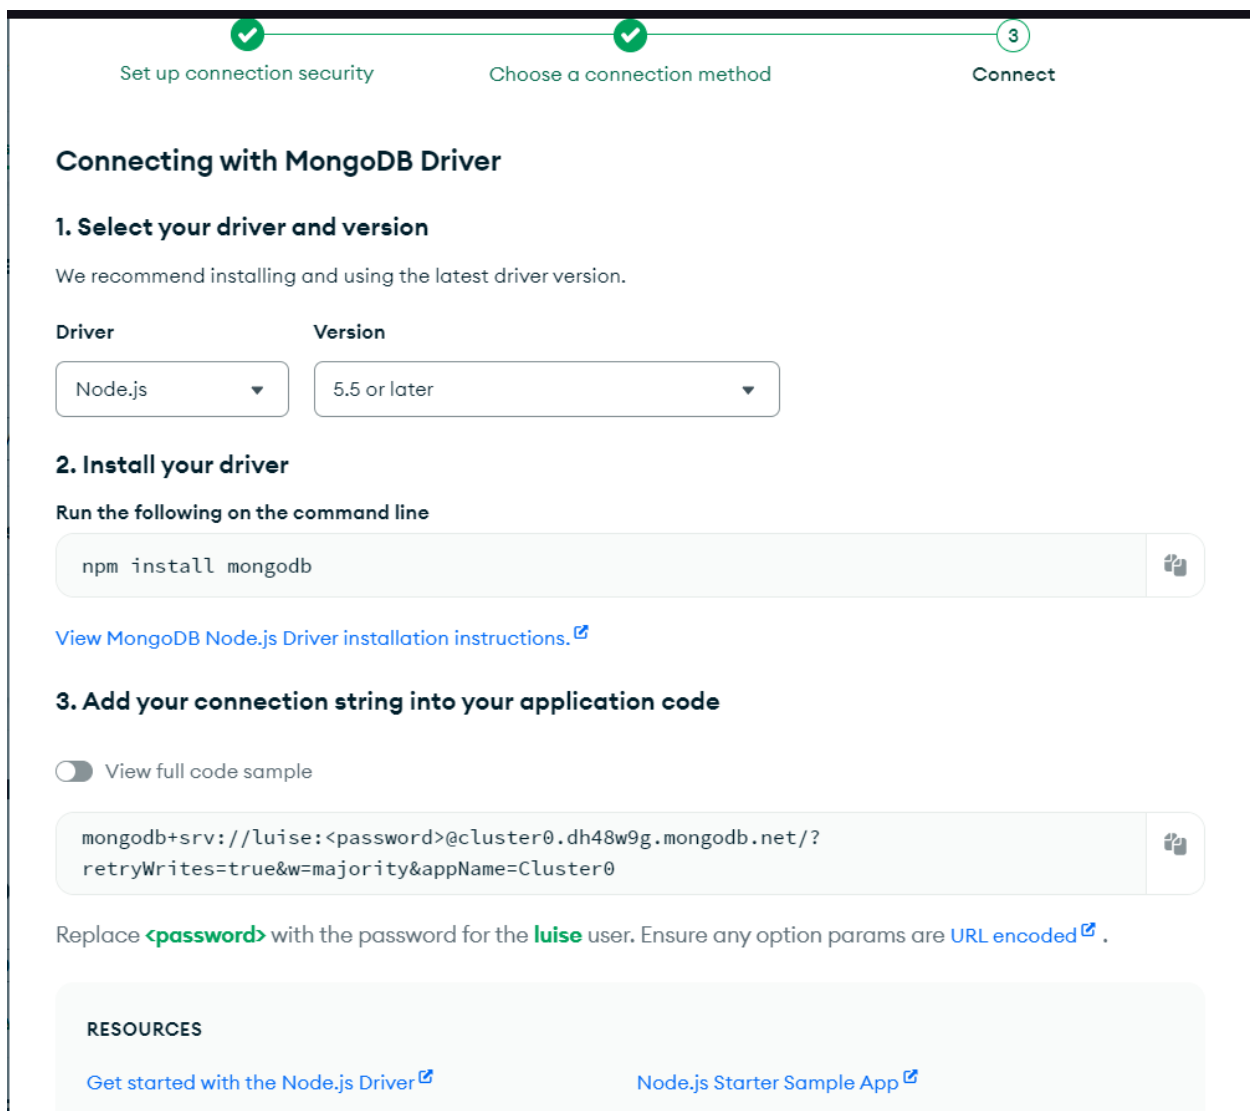 3
Set up connection security
Choose a connection method
Connect
Connecting with MongoDB Driver
1. Select your driver and version
We recommend installing and using the latest driver version.
Driver
Version
Node.js
5.5 or later
2. Install your driver
Run the following on the command line
npm install mongodb
View MongoDB Node.js Driver installation instructions.
3. Add your connection string into your application code
View full code sample
mongodb+srv://luise:<password>@cluster0.dh48w9g.mongodb.net/?
retryWrites=true&w=majority&appName=Cluster0
Replace <password> with the password for the luise user. Ensure any option params are URL encoded .
RESOURCES
Get started with the Node.js Driver
Node.js Starter Sample App